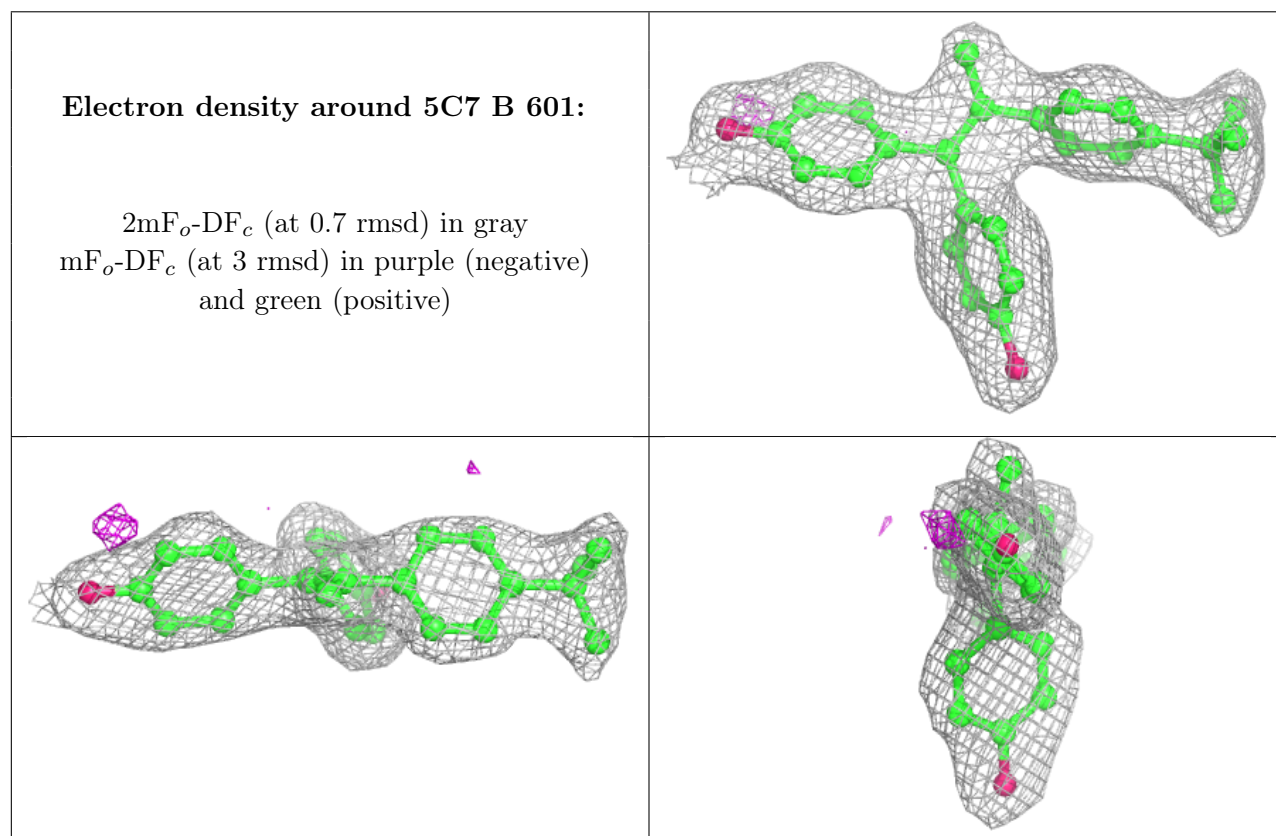 Electron density around 5C7 B 601:
2mFo-DFc (at 0.7 rmsd) in gray
mFo-DFc (at 3 rmsd) in purple (negative)
and green (positive)